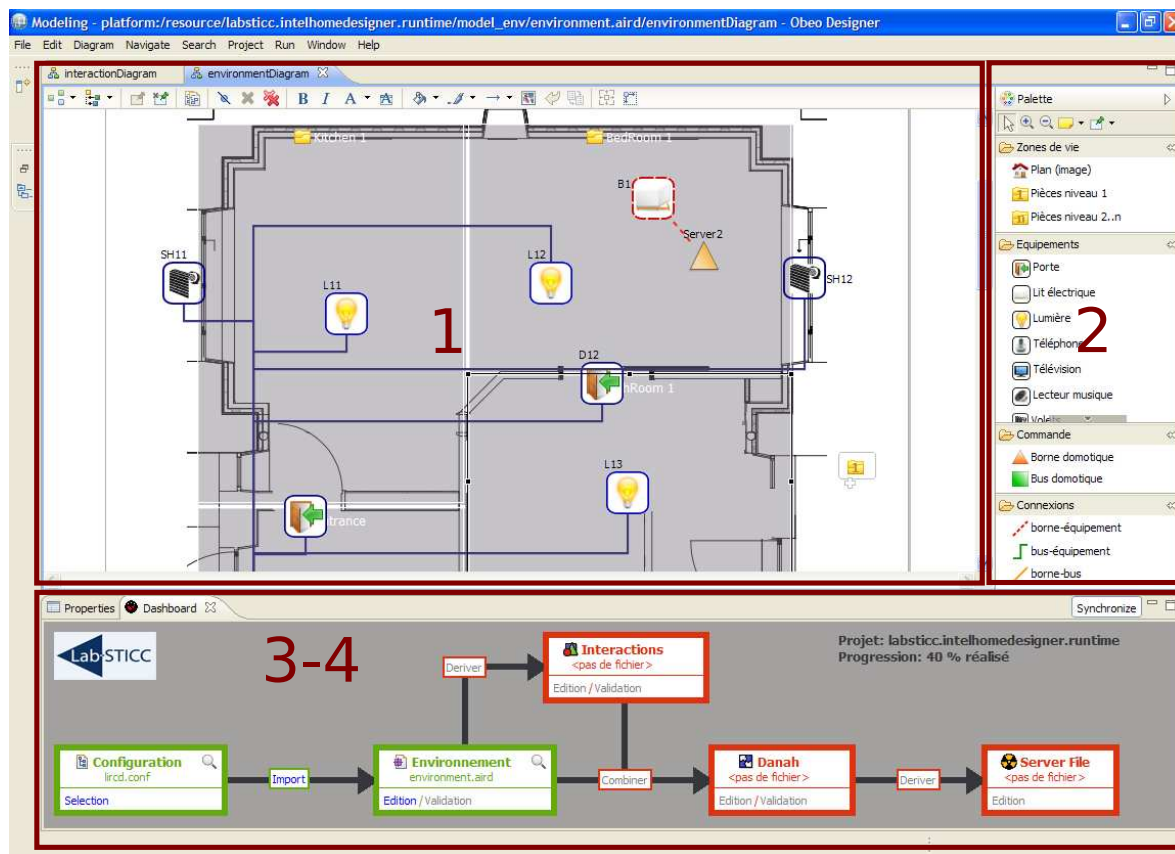 Modeling - platform:/resource/labsticc.intelhomedesigner.runtime/model_env/environment.aird/environmentDiagram - Obeo Designer
File Edit Diagram Navigate Search Project Run Window Help
interactionDiagram environmentDiagram
B I A
Kitchen 1
BedRoom 1
B1
Server2
SH11
L12
SH12
L11
1
D12
hRoom 1
L13
trance
Palette
Zones de vie
Plan (image)
Pièces niveau 1
Pièces niveau 2..n
Equipements
Porte
Lit électrique
Lumière
2
Téléphone
Télévision
Lecteur musique
Volets
Commande
Borne domotique
Bus domotique
Connexions
borne-équipement
bus-équipement
borne-bus
Properties Dashboard Synchronize
Lab-STICC
3-4
Projet: labsticc.intelhomedesigner.runtime
Progression: 40 % réalisé
Deriver
Interactions
<pas de fichier>
Edition / Validation
Configuration
lircd.conf
Selection
Import
Environnement
environment.aird
Edition / Validation
Combiner
Danah
<pas de fichier>
Edition / Validation
Deriver
Server File
<pas de fichier>
Edition